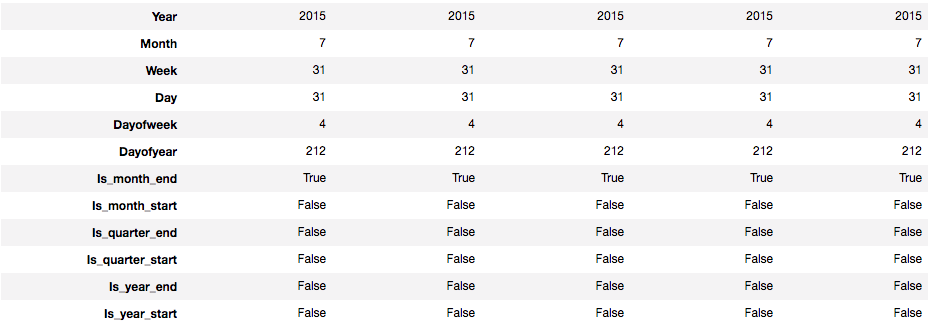 Year 2015 2015 2015 2015 2015
Month 7 7 7 7 7
Week 31 31 31 31 31
Day 31 31 31 31 31
Dayofweek 4 4 4 4 4
Dayofyear 212 212 212 212 212
Is_month_end True True True True True
Is_month_start False False False False False
Is_quarter_end False False False False False
Is_quarter_start False False False False False
Is_year_end False False False False False
Is_year_start False False False False False